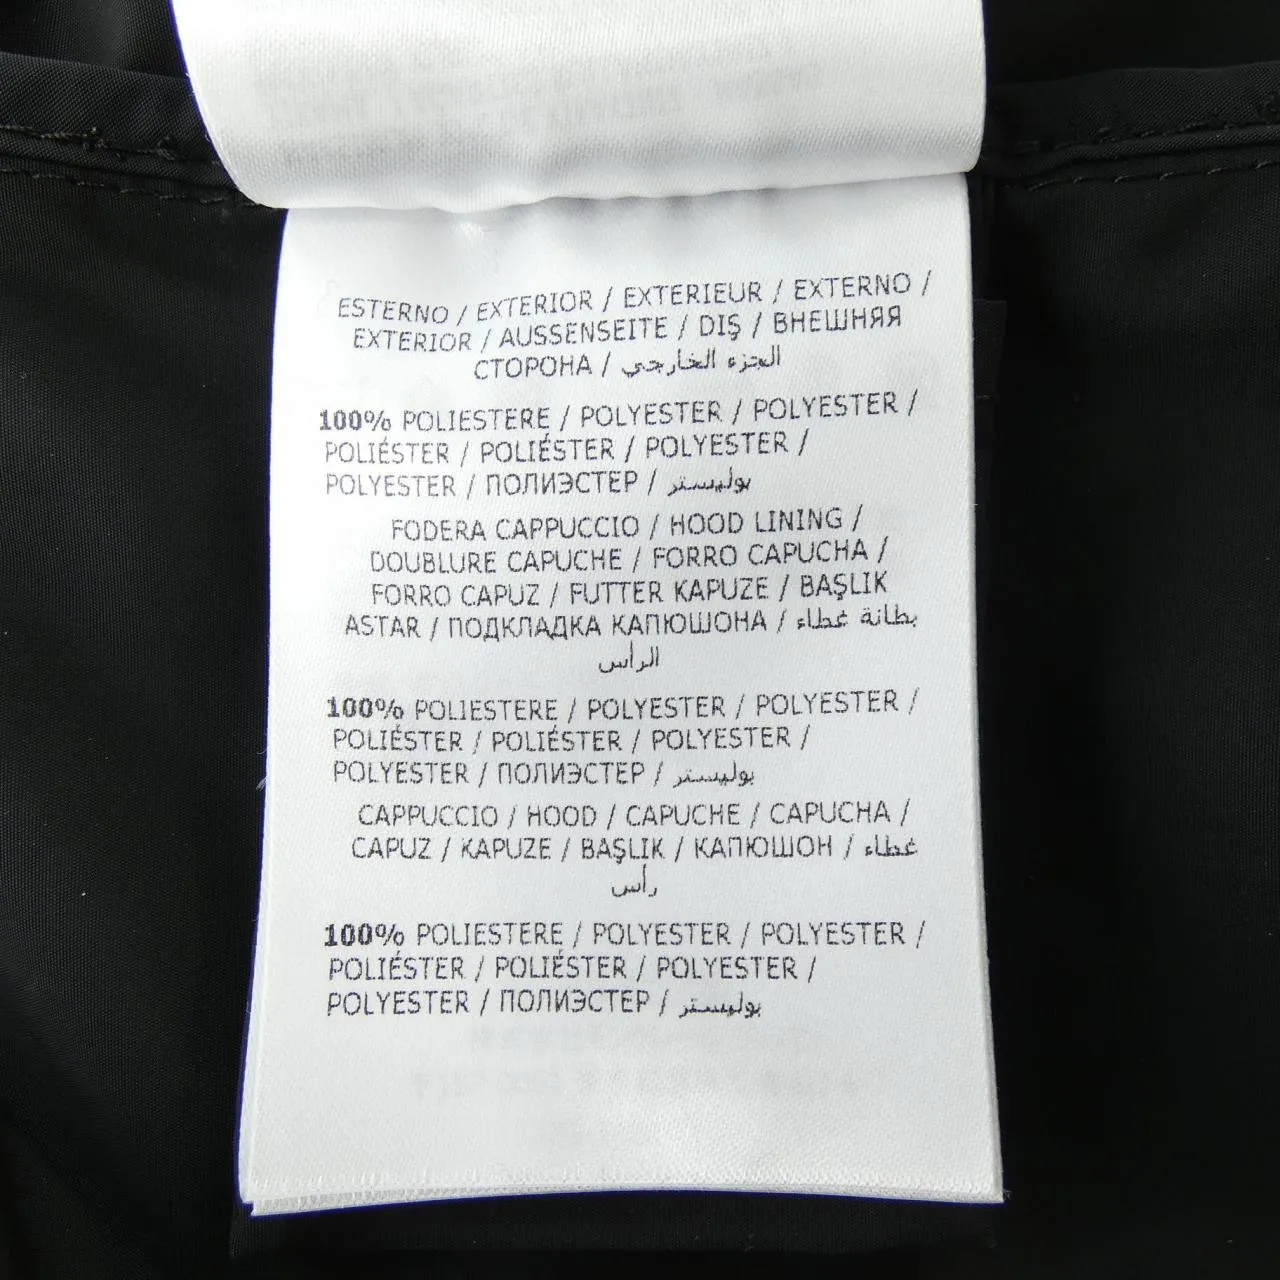 ESTERNO / EXTERIOR / EXTERIEUR / EXTERNO /
EXTERIOR / AUSSENSEITE / DIŞ / ВНЕШНЯЯ
СТОРОНА / الجزء الخارجي
100% POLIESTERE / POLYESTER / POLYESTER /
POLIÉSTER / POLIÉSTER / POLYESTER /
POLYESTER / ПОЛИЭСТЕР / بوليستر
FODERA CAPPUCCIO / HOOD LINING /
DOUBLURE CAPUCHE / FORRO CAPUCHA /
FORRO CAPUZ / FUTTER KAPUZE / BAŞLIK
ASTAR / ПОДКЛАДКА КАПЮШОНА / بطانة غطاء
الرأس
100% POLIESTERE / POLYESTER / POLYESTER /
POLIÉSTER / POLIÉSTER / POLYESTER /
POLYESTER / ПОЛИЭСТЕР / بوليستر
CAPPUCCIO / HOOD / CAPUCHE / CAPUCHA /
CAPUZ / KAPUZE / BAŞLIK / КАПЮШОН / غطاء
رأس
100% POLIESTERE / POLYESTER / POLYESTER /
POLIÉSTER / POLIÉSTER / POLYESTER /
POLYESTER / ПОЛИЭСТЕР / بوليستر